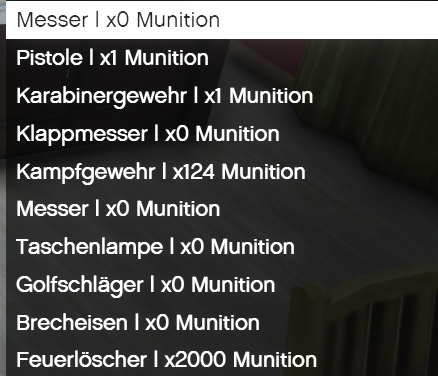 Messer | x0 Munition
Pistole | x1 Munition
Karabinergewehr | x1 Munition
Klappmesser | x0 Munition
Kampfgewehr | x124 Munition
Messer | x0 Munition
Taschenlampe | x0 Munition
Golfschläger | x0 Munition
Brecheisen | x0 Munition
Feuerlöscher | x2000 Munition